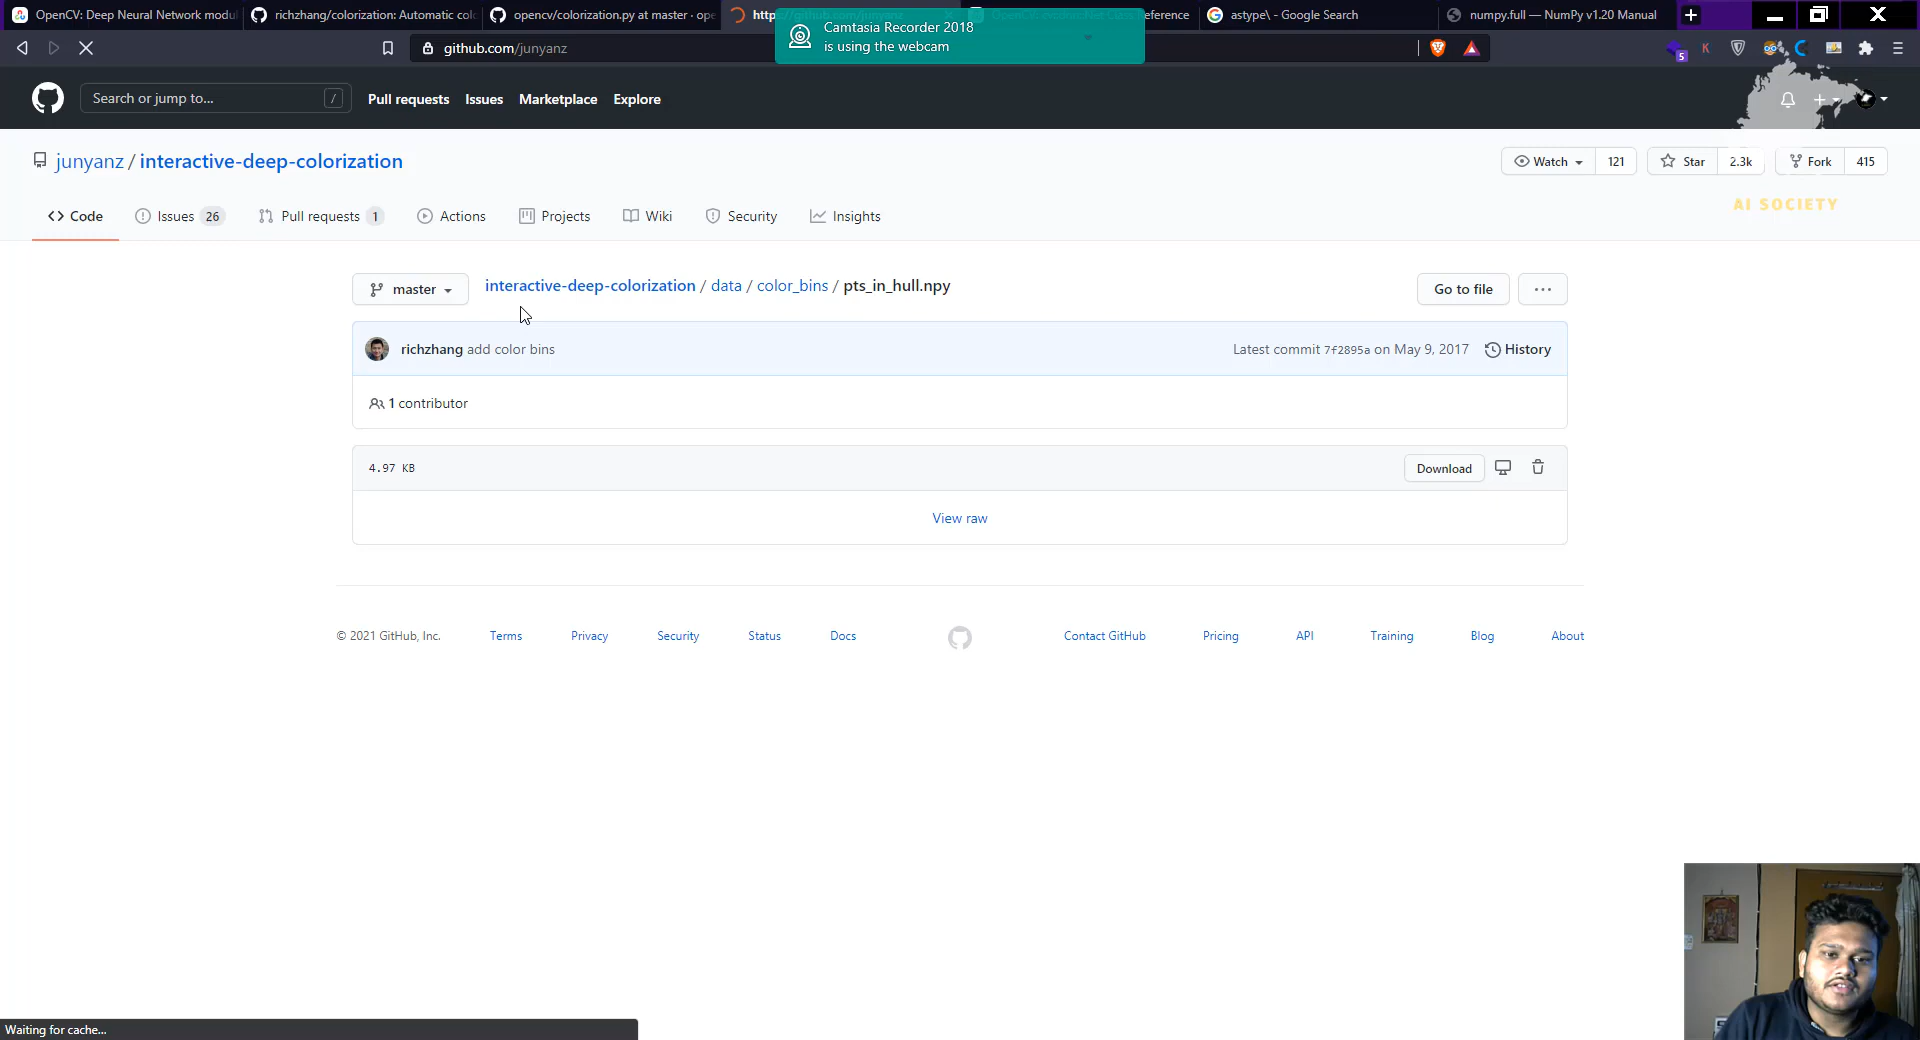 OpenCV: Deep Neural Network modul
richzhang/colorization: Automatic colo
opencv/colorization.py at master · ope
eference
astype\ - Google Search
numpy.full — NumPy v1.20 Manual
Camtasia Recorder 2018
is using the webcam
github.com/junyanz
5
K
Search or jump to... /
Pull requests Issues Marketplace Explore
junyanz / interactive-deep-colorization
Watch 121 Star 2.3k Fork 415
AI SOCIETY
Code Issues 26 Pull requests 1 Actions Projects Wiki Security Insights
master interactive-deep-colorization / data / color_bins / pts_in_hull.npy Go to file ...
richzhang add color bins Latest commit 7f2895a on May 9, 2017 History
1 contributor
4.97 KB Download
View raw
© 2021 GitHub, Inc. Terms Privacy Security Status Docs Contact GitHub Pricing API Training Blog About
Waiting for cache...